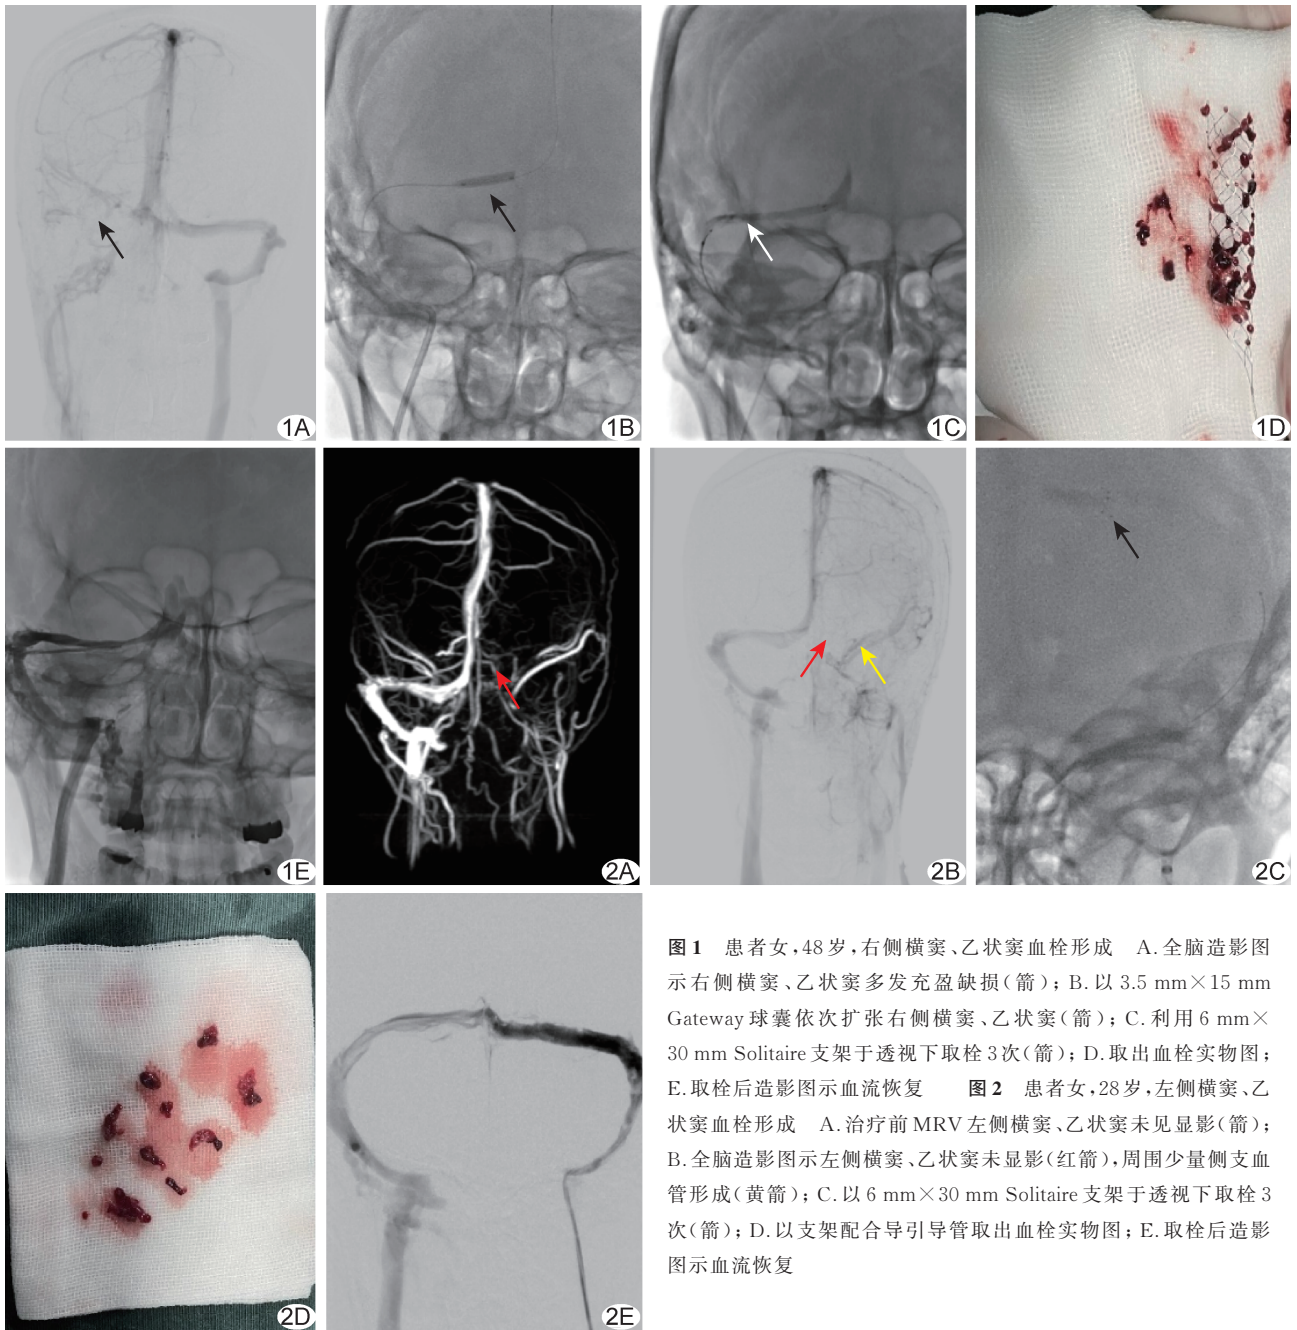 1A
1B
1C
1D
1E
2A
2B
2C
2D
2E
图1 患者女,48岁,右侧横窦、乙状窦血栓形成 A.全脑造影图
示右侧横窦、乙状窦多发充盈缺损(箭);B.以3.5 mm×15 mm
Gateway球囊依次扩张右侧横窦、乙状窦(箭);C.利用6 mm×
30 mm Solitaire支架于透视下取栓3次(箭);D.取出血栓实物图;
E.取栓后造影图示血流恢复 图2 患者女,28岁,左侧横窦、乙
状窦血栓形成 A.治疗前MRV左侧横窦、乙状窦未见显影(箭);
B.全脑造影图示左侧横窦、乙状窦未显影(红箭),周围少量侧支血
管形成(黄箭);C.以6 mm×30 mm Solitaire支架于透视下取栓3
次(箭);D.以支架配合导引导管取出血栓实物图;E.取栓后造影
图示血流恢复